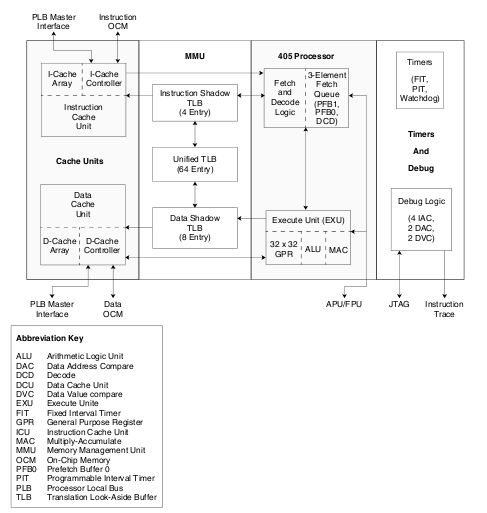 PLB Master
Interface
Instruction
OCM
MMU
405 Processor
I-Cache
Array
I-Cache
Controller
Instruction
Cache
Unit
Instruction Shadow
TLB
(4 Entry)
Fetch
and
Decode
Logic
3-Element
Fetch
Queue
(PFB1,
PFB0,
DCD)
Timers
(FIT,
PIT,
Watchdog)
Cache Units
Unified TLB
(64 Entry)
Timers
And
Debug
Data
Cache
Unit
D-Cache
Array
D-Cache
Controller
Data Shadow
TLB
(8 Entry)
Execute Unit (EXU)
32 x 32
GPR
ALU
MAC
Debug Logic
(4 IAC,
2 DAC,
2 DVC)
PLB Master
Interface
Data
OCM
APU/FPU
JTAG
Instruction
Trace
Abbreviation Key
ALU Arithmetic Logic Unit
DAC Data Address Compare
DCD Decode
DCU Data Cache Unit
DVC Data Value compare
EXU Execute Unite
FIT Fixed Interval Timer
GPR General Purpose Register
ICU Instruction Cache Unit
MAC Multiply-Accumulate
MMU Memory Management Unit
OCM On-Chip Memory
PFB0 Prefetch Buffer 0
PIT Programmable Interval Timer
PLB Processor Local Bus
TLB Translation Look-Aside Buffer